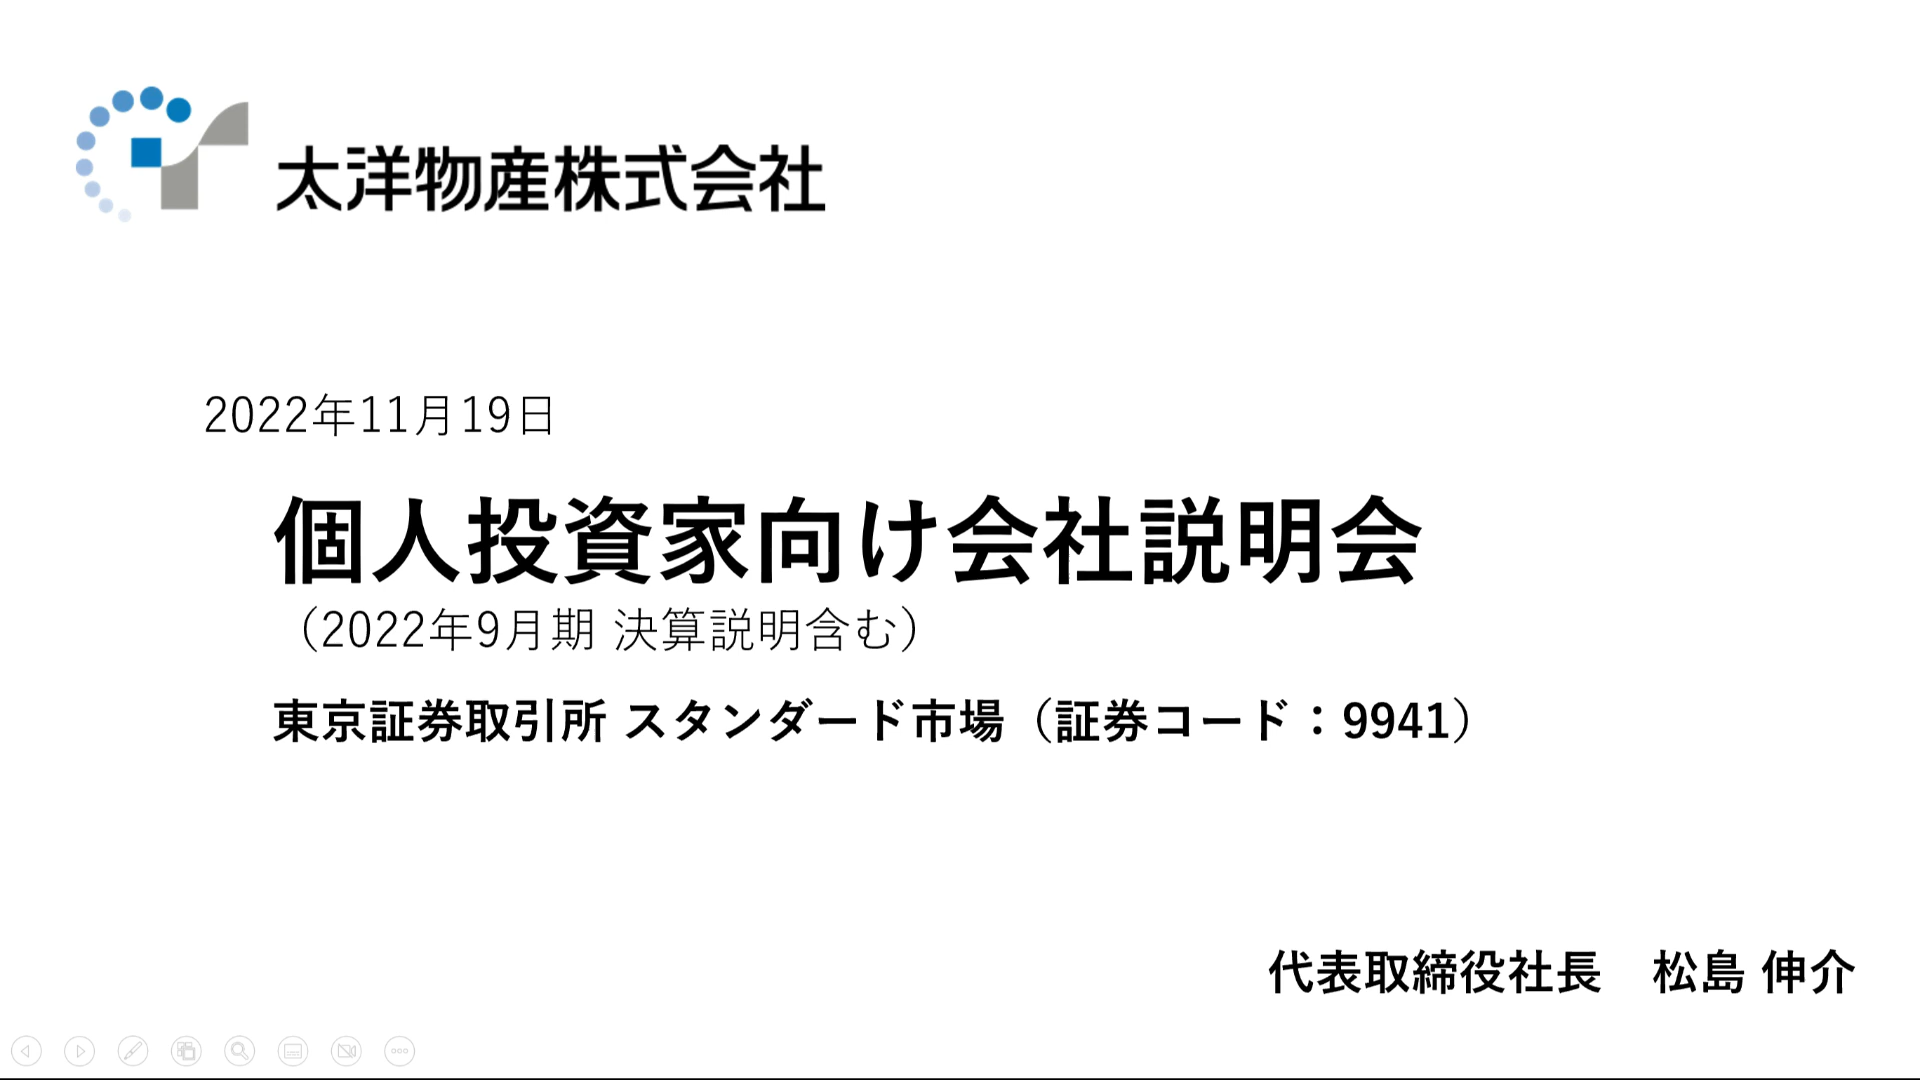 太洋物産株式会社
2022年11月19日
個人投資家向け会社説明会
（2022年9月期 決算説明含む）
東京証券取引所 スタンダード市場（証券コード：9941）
代表取締役社長　松島 伸介